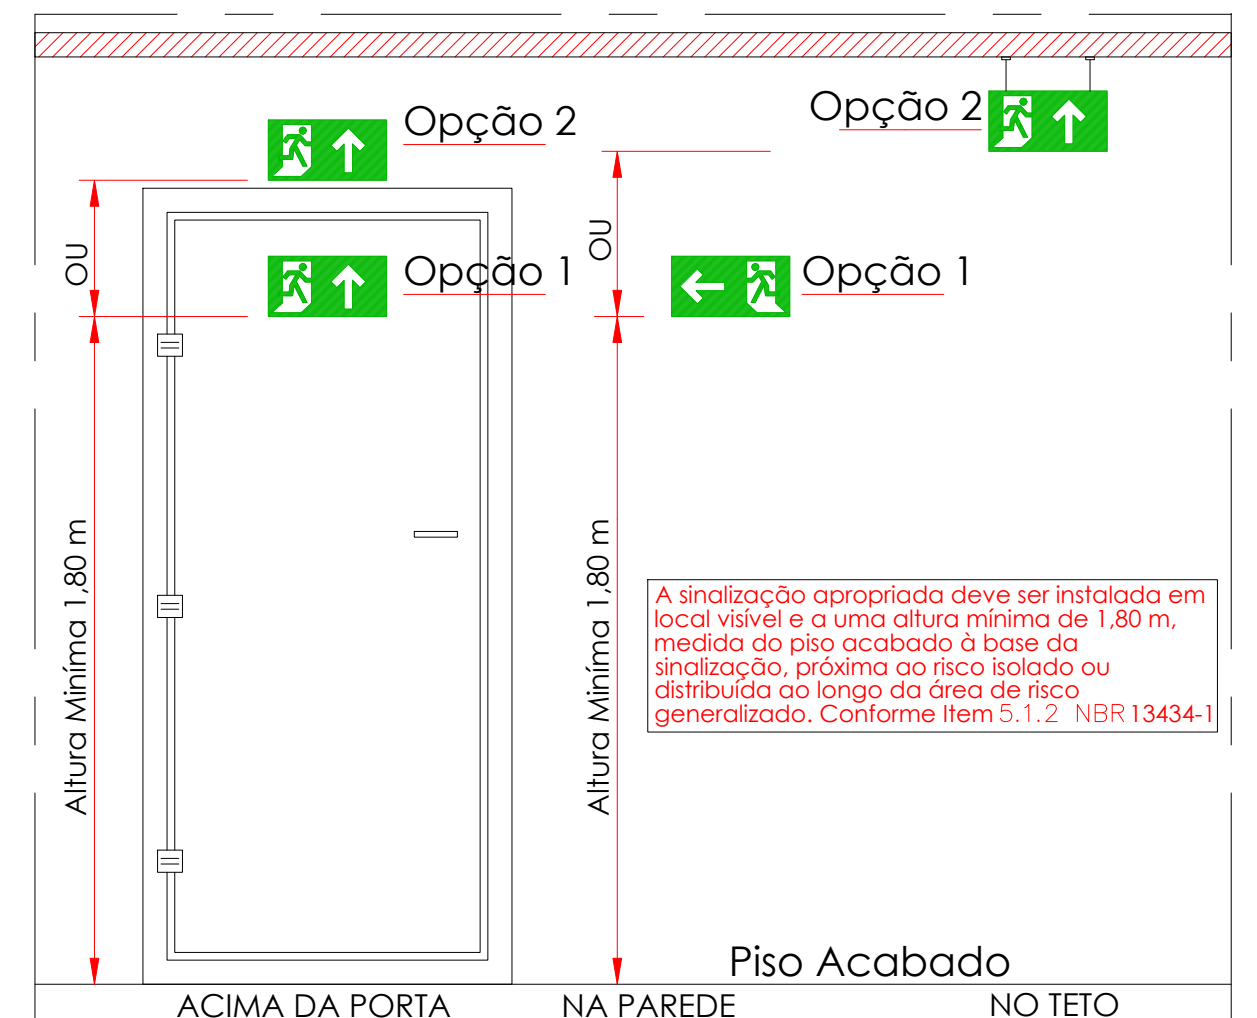 Opção 2
Opção 2
OU
OU
Opção 1
Opção 1
Altura Miníma 1,80 m
Altura Miníma 1,80 m
A sinalização apropriada deve ser instalada em
local visível e a uma altura mínima de 1,80 m,
medida do piso acabado à base da
sinalização, próxima ao risco isolado ou
distribuída ao longo da área de risco
generalizado. Conforme Item 5.1.2 NBR 13434-1
Piso Acabado
ACIMA DA PORTA
NA PAREDE
NO TETO